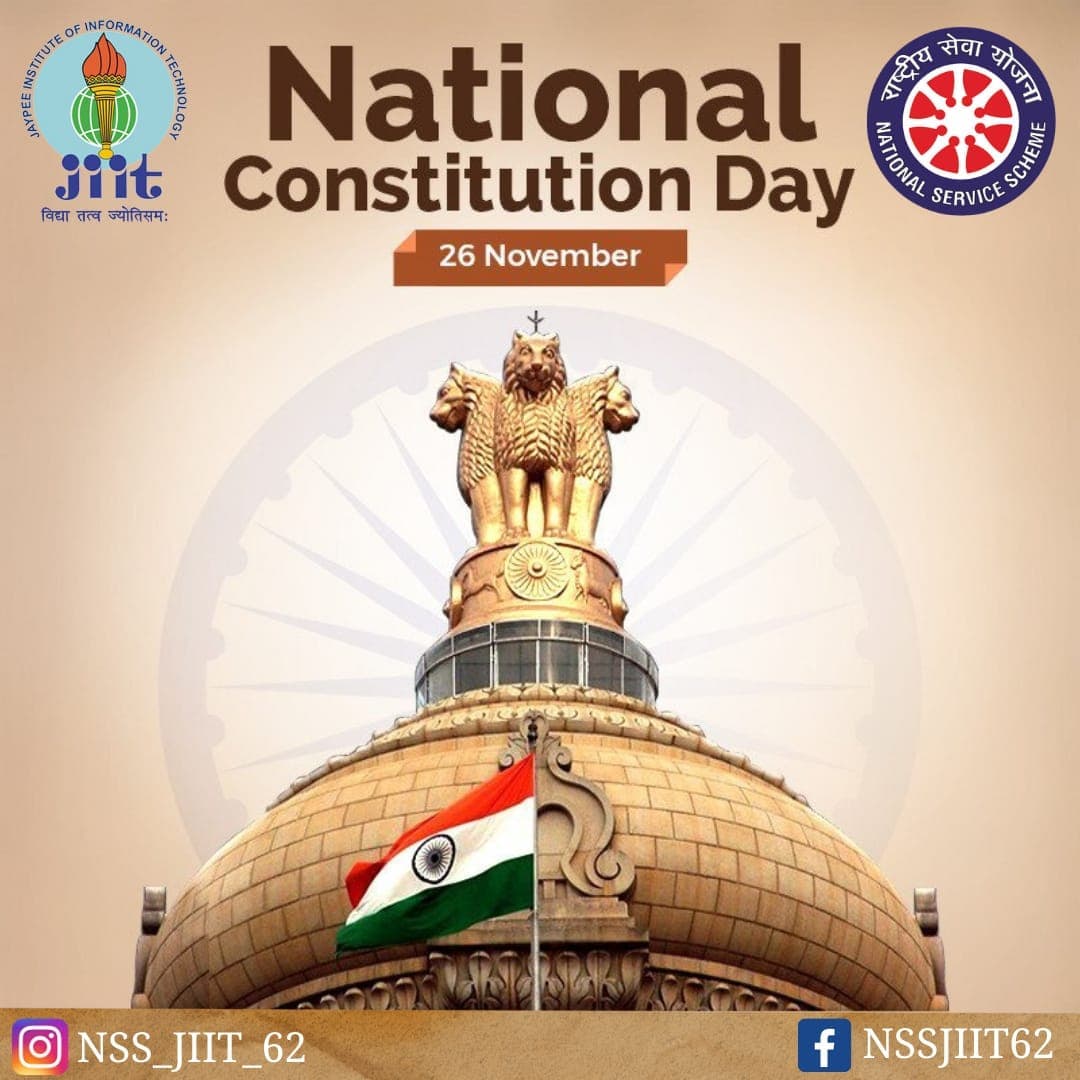 JAYPEE INSTITUTE OF INFORMATION TECHNOLOGY
jiit
विद्या तत्व ज्योतिसम:
National
Constitution Day
26 November
राष्ट्रीय सेवा योजना
NATIONAL SERVICE SCHEME
NSS_JIIT_62
NSSJIIT62